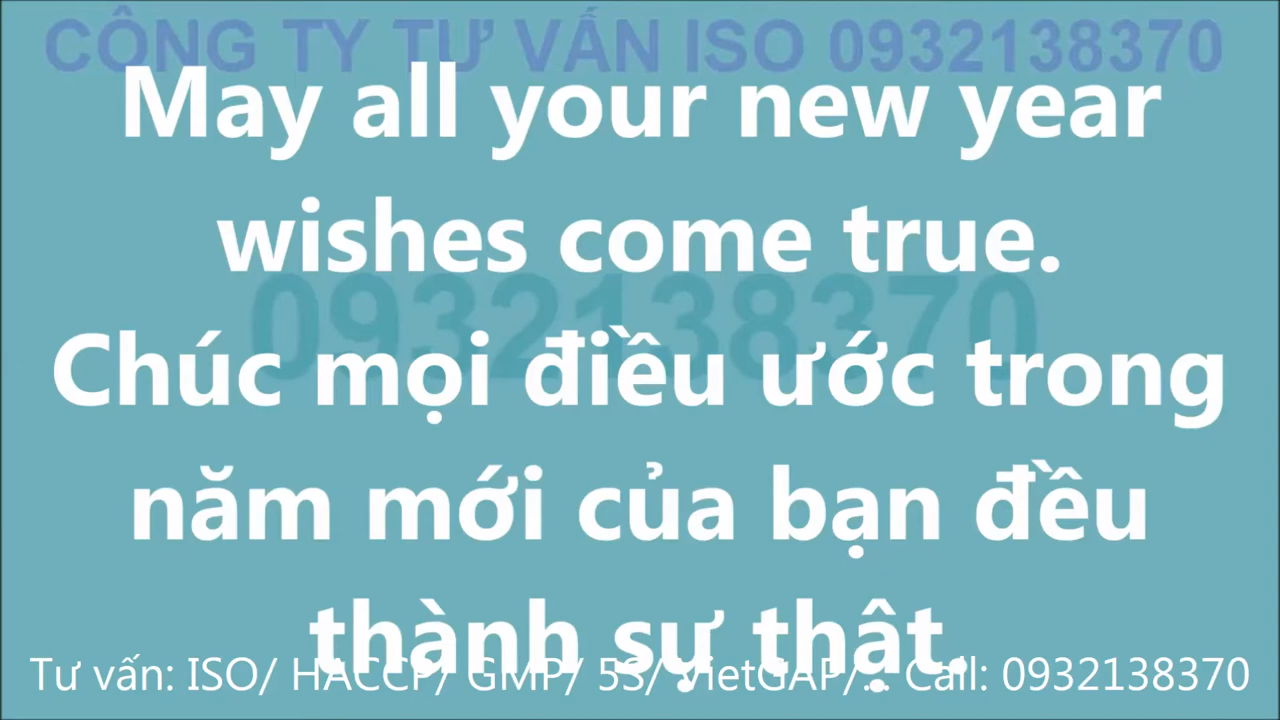 CÔNG TY TƯ VẤN ISO 0932138370
May all your new year
wishes come true.
0932138370
Chúc mọi điều ước trong
năm mới của bạn đều
thành sự thật.
Tư vấn: ISO/ HACCP/ GMP/ 5S/ VietGAP/... Call: 0932138370